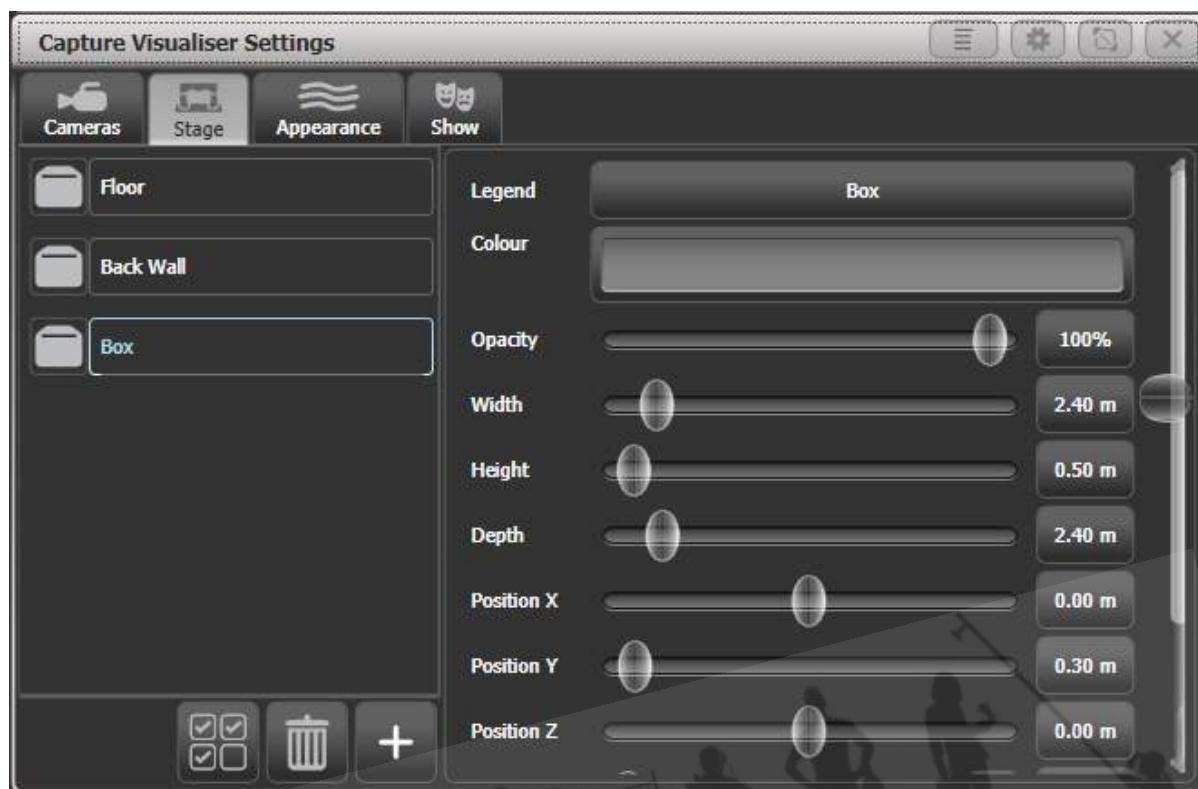 Capture Visualiser Settings
Cameras
Stage
Appearance
Show
Floor
Back Wall
Box
Legend Box
Colour
Opacity 100%
Width 2.40 m
Height 0.50 m
Depth 2.40 m
Position X 0.00 m
Position Y 0.30 m
Position Z 0.00 m